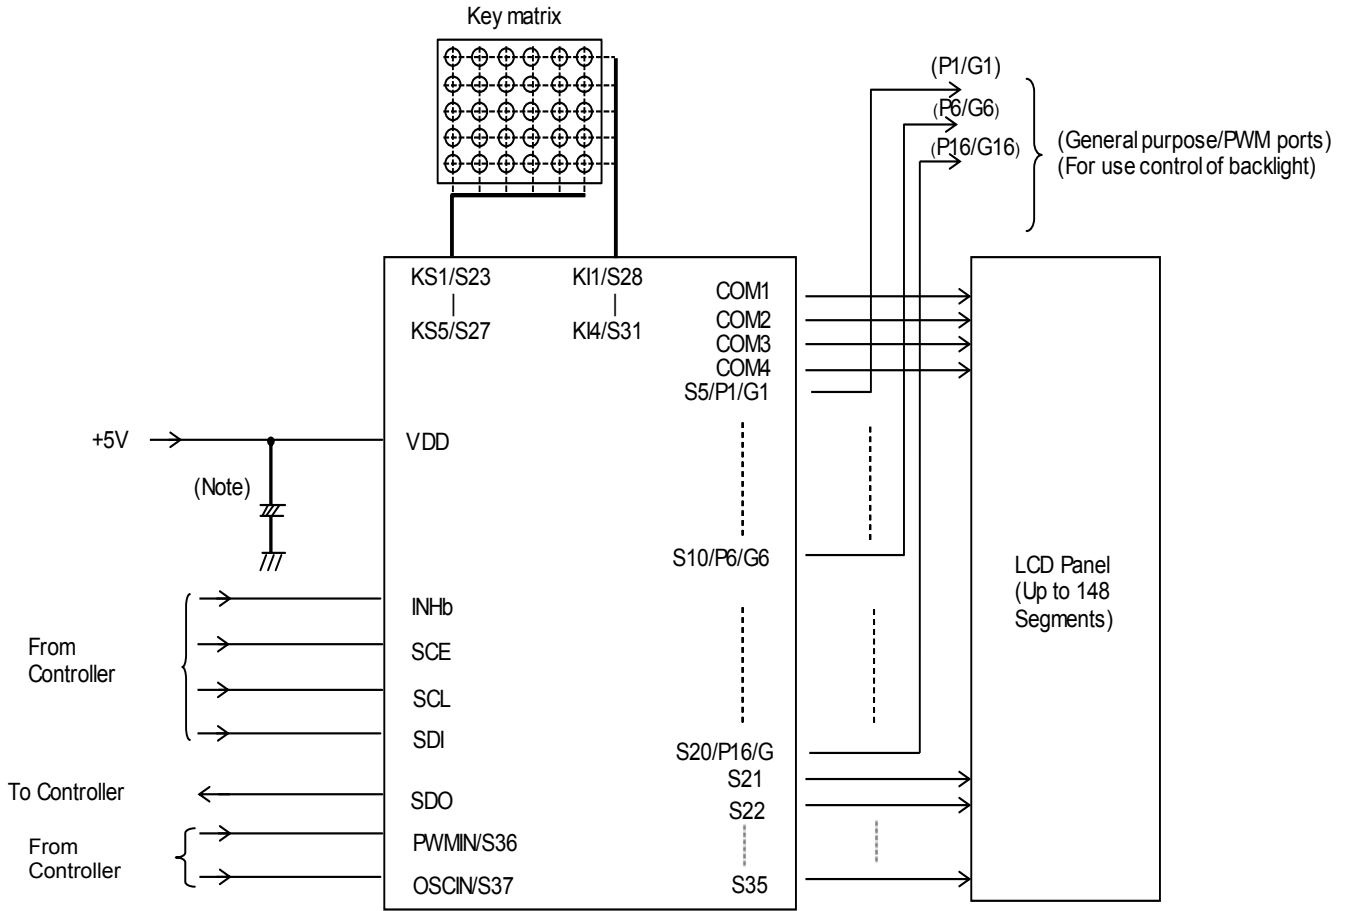 Key matrix
(P1/G1)
(P6/G6)
(P16/G16)
(General purpose/PWM ports)
(For use control of backlight)
KS1/S23
KS5/S27
KI1/S28
KI4/S31
COM1
COM2
COM3
COM4
S5/P1/G1
+5V
VDD
(Note)
S10/P6/G6
LCD Panel
(Up to 148
Segments)
INHb
From
Controller
SCE
SCL
SDI
S20/P16/G
S21
S22
To Controller
SDO
From
Controller
PWMIN/S36
OSCIN/S37
S35